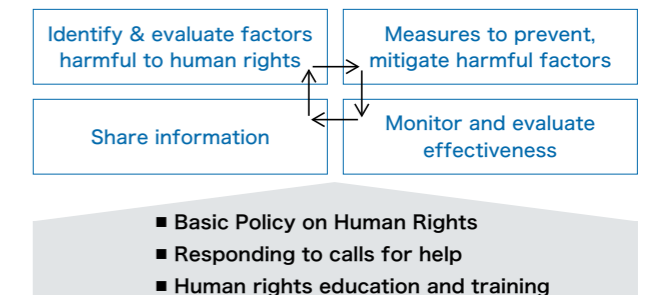 Identify & evaluate factors
harmful to human rights
Measures to prevent,
mitigate harmful factors
Share information
Monitor and evaluate
effectiveness
■ Basic Policy on Human Rights
■ Responding to calls for help
■ Human rights education and training